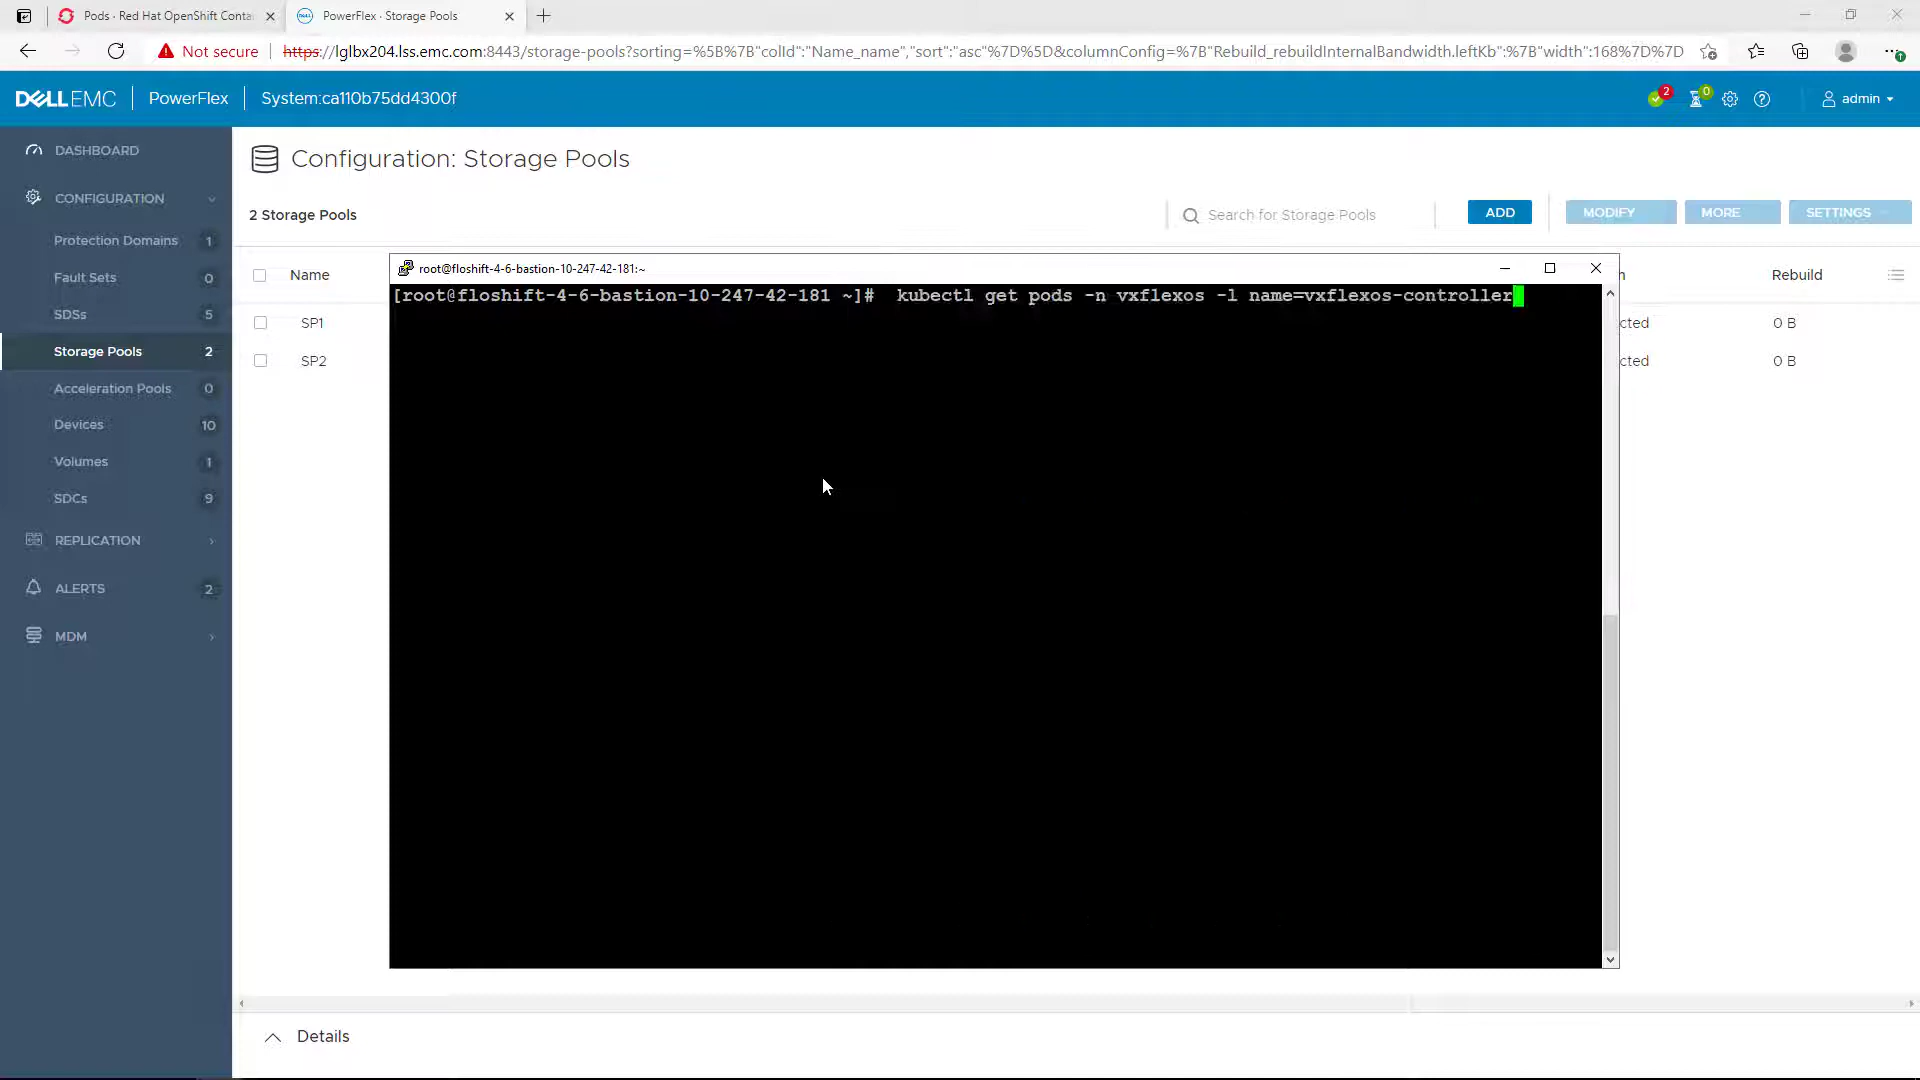 Pods · Red Hat OpenShift Conta
PowerFlex - Storage Pools
Not secure
https://lglbx204.lss.emc.com:8443/storage-pools?sorting=%5B%7B"colId":"Name_name","sort":"asc"%7D%5D&columnConfig=%7B"Rebuild_rebuildInternalBandwidth.leftKb":%7B"width":168%7D%7D
DELLEMC
PowerFlex
System:ca110b75dd4300f
2
0
admin
DASHBOARD
CONFIGURATION
Protection Domains 1
Fault Sets 0
SDSs 5
Storage Pools 2
Acceleration Pools 0
Devices 10
Volumes 1
SDCs 9
REPLICATION
ALERTS 2
MDM
Configuration: Storage Pools
2 Storage Pools
Search for Storage Pools
ADD
MODIFY
MORE
SETTINGS
Name
n
Rebuild
SP1
cted
0 B
SP2
cted
0 B
root@floshift-4-6-bastion-10-247-42-181:~
[root@floshift-4-6-bastion-10-247-42-181 ~]#  kubectl get pods -n vxflexos -l name=vxflexos-controller
Details